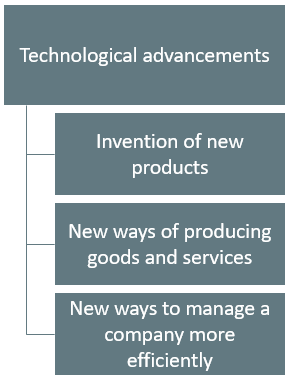 Technological advancements
Invention of new
products
New ways of producing
goods and services
New ways to manage a
company more
efficiently